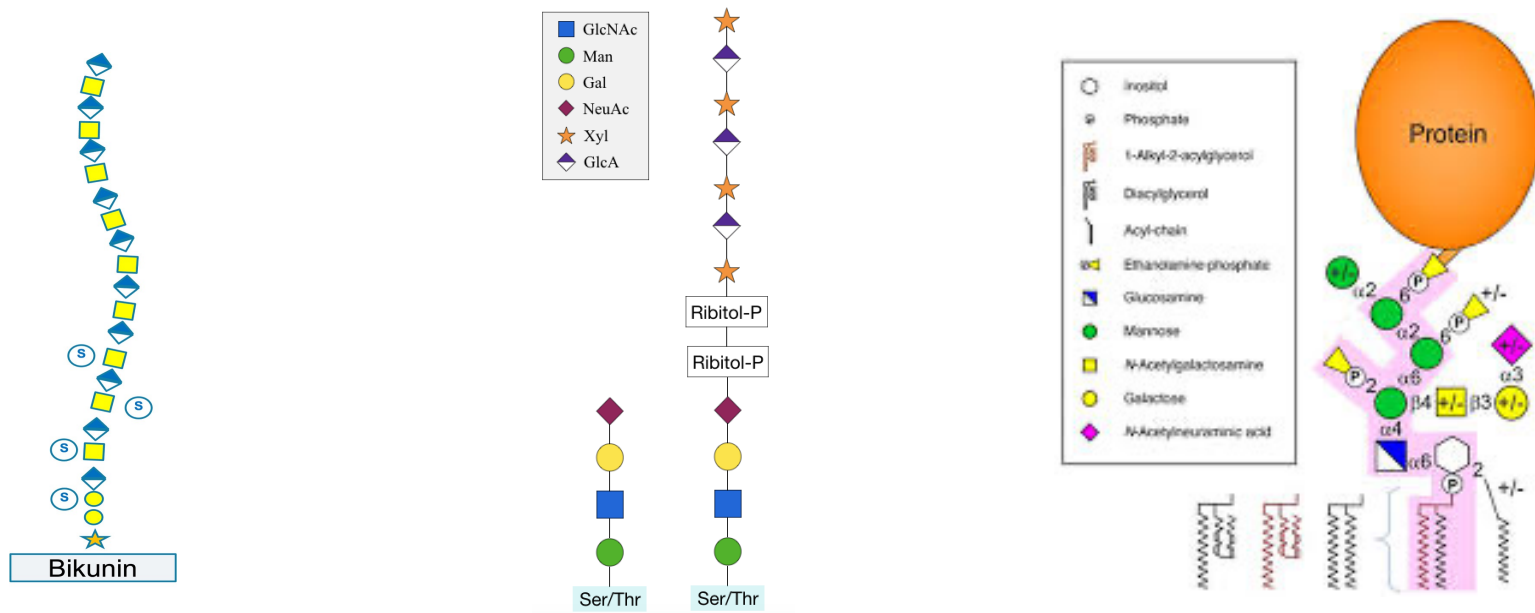 S
S
S
S
Bikunin
GlcNAc
Man
Gal
NeuAc
Xyl
GlcA
Ribitol-P
Ribitol-P
Ser/Thr
Ser/Thr
Inositol
Phosphate
1-Alkyl-2-acylglycerol
Diacylglycerol
Acyl-chain
Ethanolamine-phosphate
Glucosamine
Mannose
N-Acetylgalactosamine
Galactose
N-Acetylneuraminic acid
Protein
+/- α2 6 P
α2 6 P +/-
P 2 α6
+/- α3
β4 +/- β3 +/-
α4
α6 2
P +/-